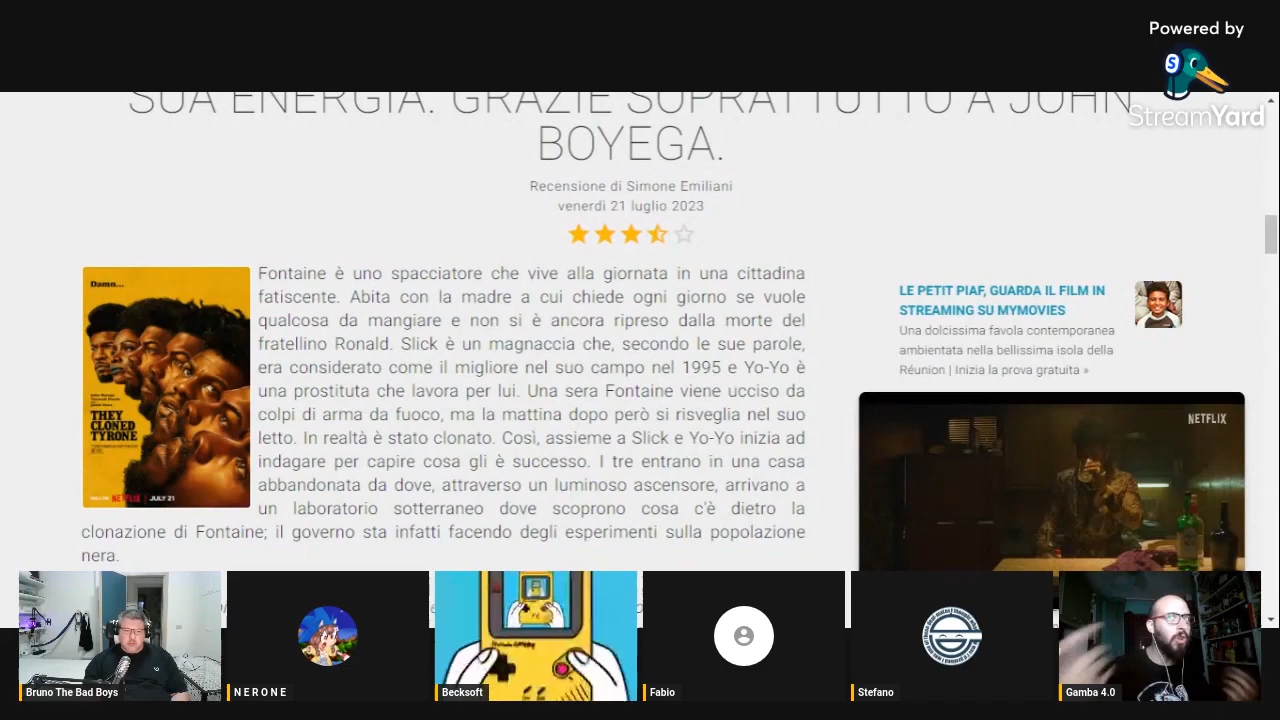 Powered by
StreamYard
SUA ENERGIA. GRAZIE SOPRATTUTTO A JOHN
BOYEGA.
Recensione di Simone Emiliani
venerdì 21 luglio 2023
Damn...
THEY
CLONED
TYRONE
NETFLIX | JULY 21
Fontaine è uno spacciatore che vive alla giornata in una cittadina
fatiscente. Abita con la madre a cui chiede ogni giorno se vuole
qualcosa da mangiare e non si è ancora ripreso dalla morte del
fratellino Ronald. Slick è un magnaccia che, secondo le sue parole,
era considerato come il migliore nel suo campo nel 1995 e Yo-Yo è
una prostituta che lavora per lui. Una sera Fontaine viene ucciso da
colpi di arma da fuoco, ma la mattina dopo però si risveglia nel suo
letto. In realtà è stato clonato. Così, assieme a Slick e Yo-Yo inizia ad
indagare per capire cosa gli è successo. I tre entrano in una casa
abbandonata da dove, attraverso un luminoso ascensore, arrivano a
un laboratorio sotterraneo dove scoprono cosa c'è dietro la
clonazione di Fontaine; il governo sta infatti facendo degli esperimenti sulla popolazione
nera.
LE PETIT PIAF, GUARDA IL FILM IN
STREAMING SU MYMOVIES
Una dolcissima favola contemporanea
ambientata nella bellissima isola della
Réunion | Inizia la prova gratuita »
NETFLIX
Bruno The Bad Boys
N E R O N E
Becksoft
Fabio
Stefano
Gamba 4.0